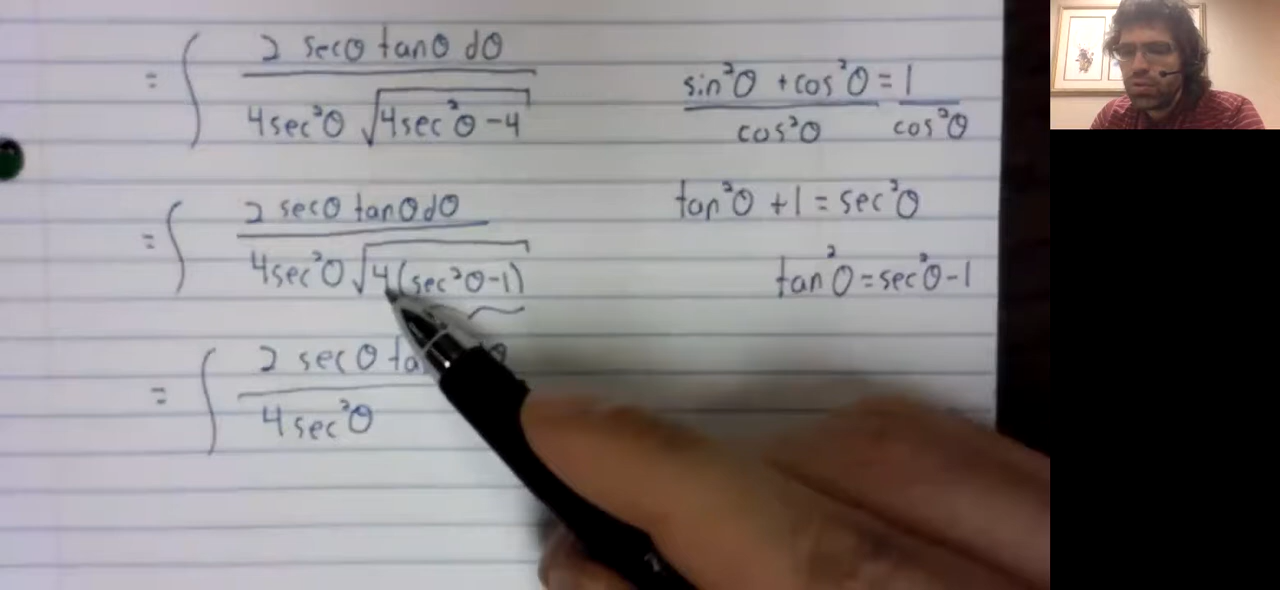 = ∫ 2 secθ tanθ dθ / 4sec²θ √(4sec²θ - 4)
sin²θ + cos²θ / cos²θ = 1 / cos²θ
= ∫ 2 secθ tanθ dθ / 4sec²θ √(4(sec²θ - 1))
tan²θ + 1 = sec²θ
tan²θ = sec²θ - 1
= ∫ 2 secθ / 4sec²θ